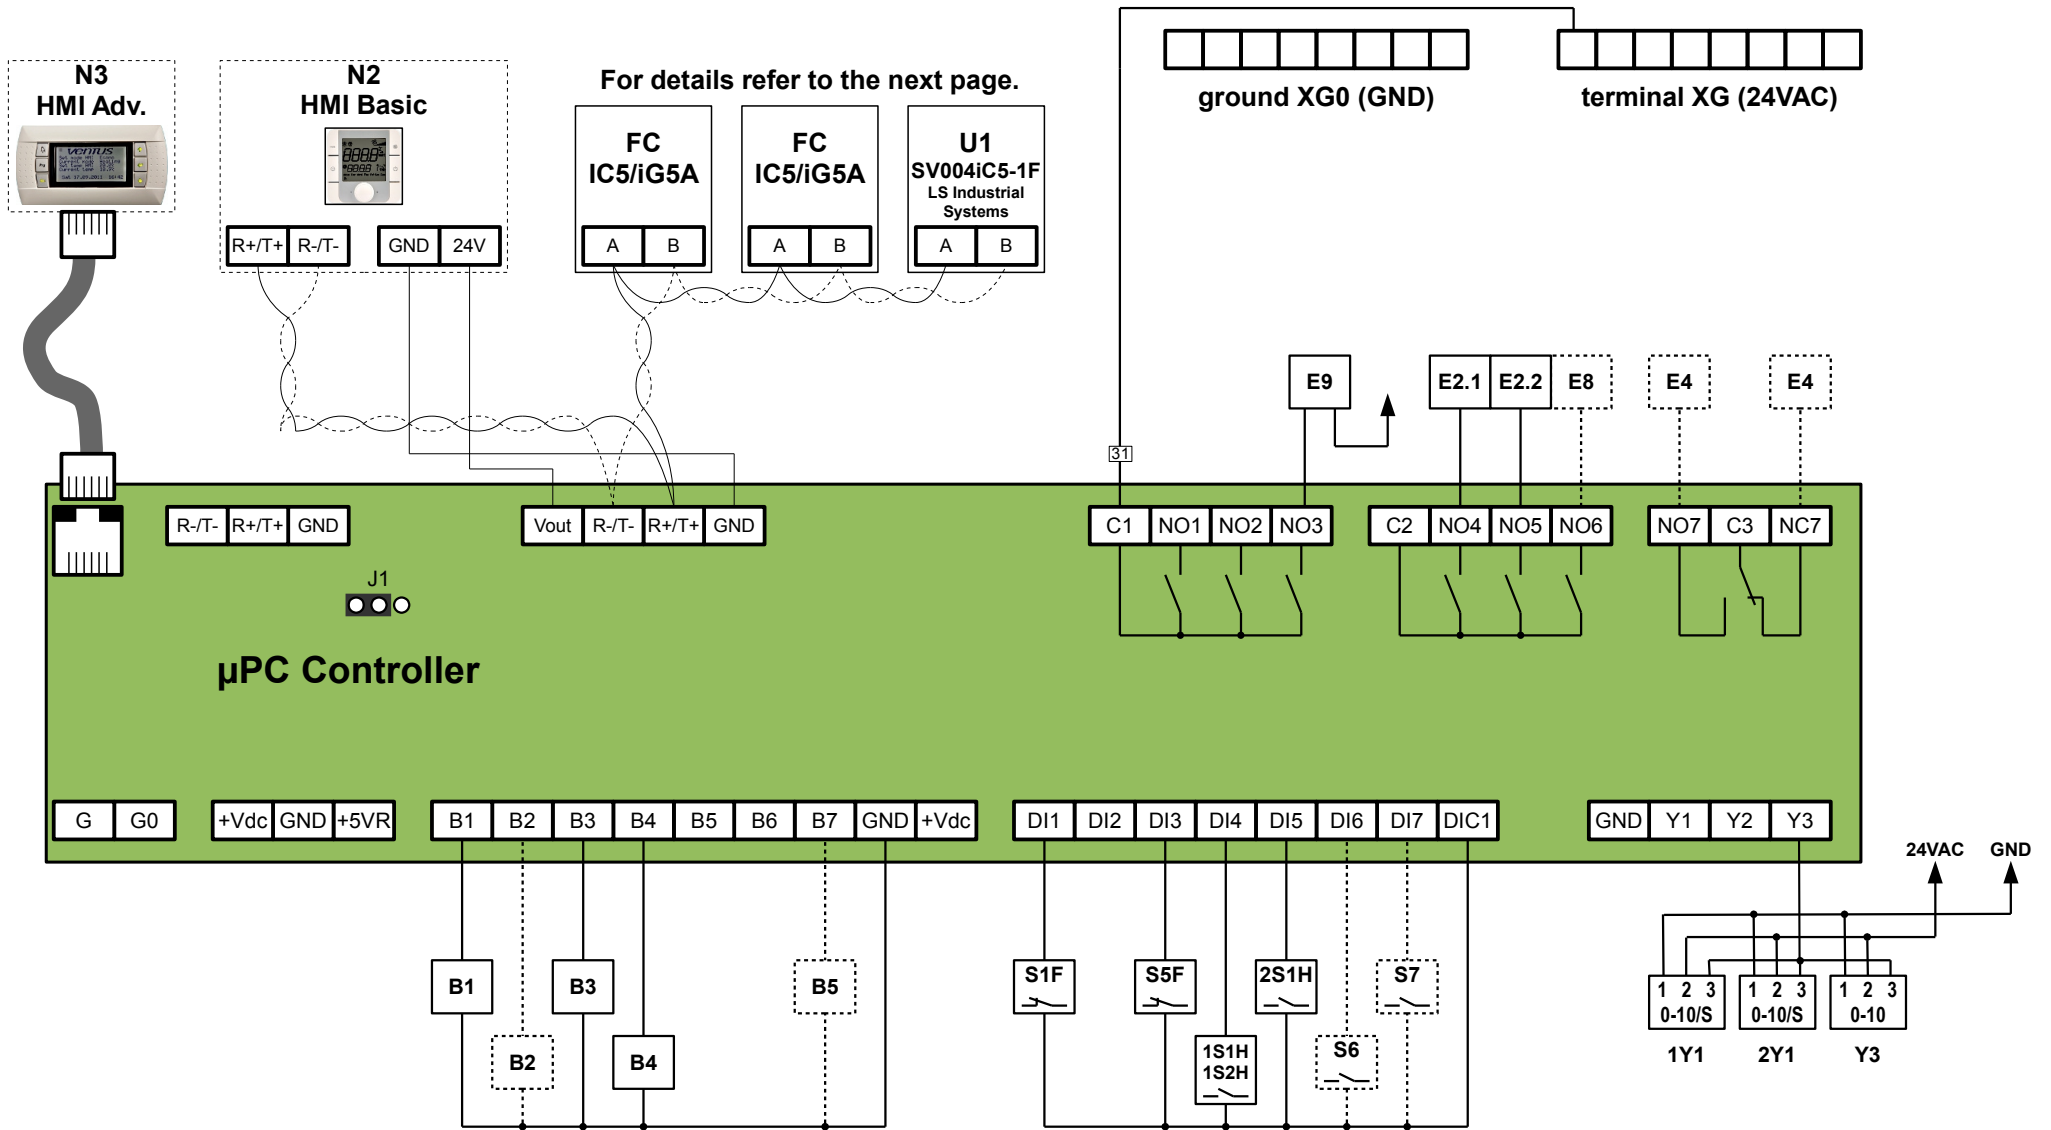 N3
HMI Adv.
ventus
N2
HMI Basic
R+/T+ R-/T- GND 24V
For details refer to the next page.
FC
IC5/iG5A
A B
FC
IC5/iG5A
A B
U1
SV004iC5-1F
LS Industrial
Systems
A B
ground XG0 (GND)
terminal XG (24VAC)
E9
E2.1 E2.2 E8
E4 E4
31
R-/T- R+/T+ GND
Vout R-/T- R+/T+ GND
C1 NO1 NO2 NO3
C2 NO4 NO5 NO6
NO7 C3 NC7
J1
µPC Controller
G G0
+Vdc GND +5VR
B1 B2 B3 B4 B5 B6 B7 GND +Vdc
DI1 DI2 DI3 DI4 DI5 DI6 DI7 DIC1
GND Y1 Y2 Y3
24VAC GND
B1
B3
B5
B2
B4
S1F
S5F
2S1H
S7
1S1H
1S2H
S6
1 2 3
0-10/S
1Y1
1 2 3
0-10/S
2Y1
1 2 3
0-10
Y3